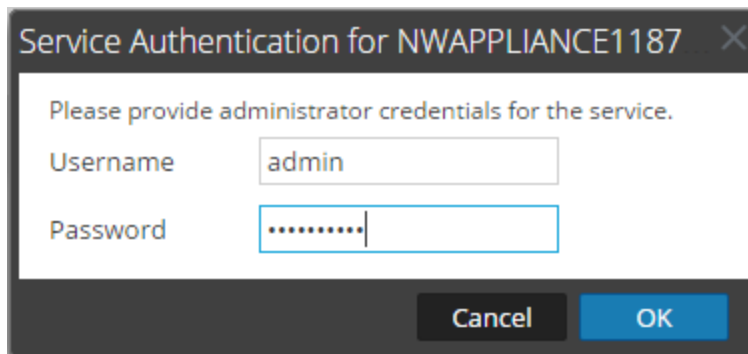 Service Authentication for NWAPPLIANCE1187...
Please provide administrator credentials for the service.
Username admin
Password ••••••••••
Cancel OK